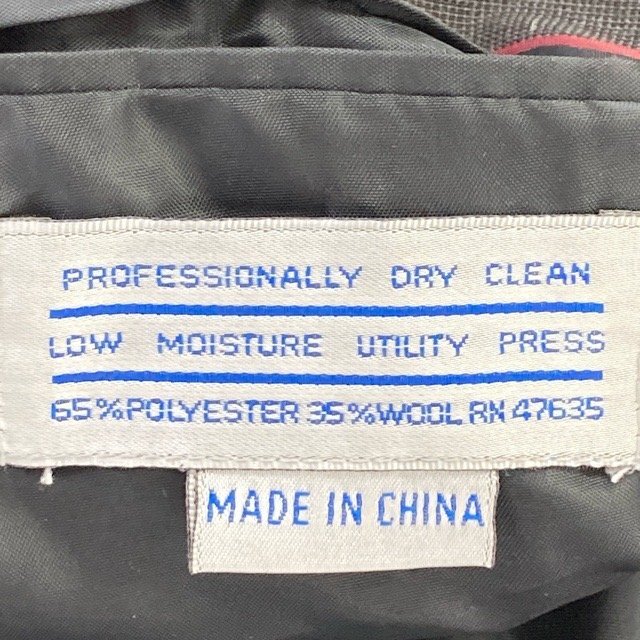 PROFESSIONALLY DRY CLEAN
LOW MOISTURE UTILITY PRESS
65%POLYESTER 35%WOOL RN 47635
MADE IN CHINA